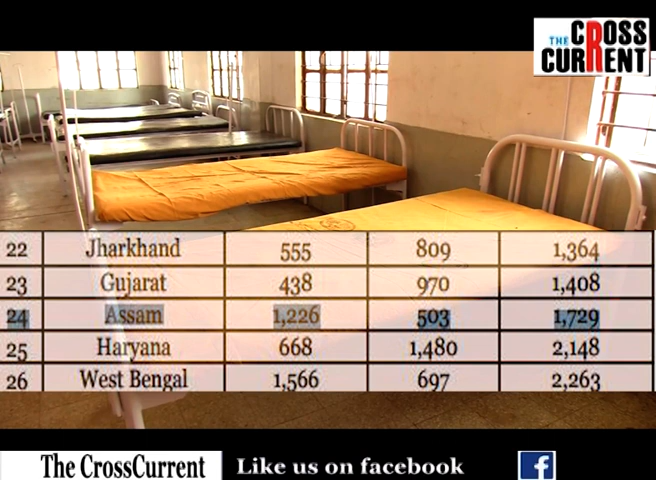 THE CROSS
CURRENT
22 Jharkhand 555 809 1,364
23 Gujarat 438 970 1,408
24 Assam 1,226 503 1,729
25 Haryana 668 1,480 2,148
26 West Bengal 1,566 697 2,263
The CrossCurrent Like us on facebook f